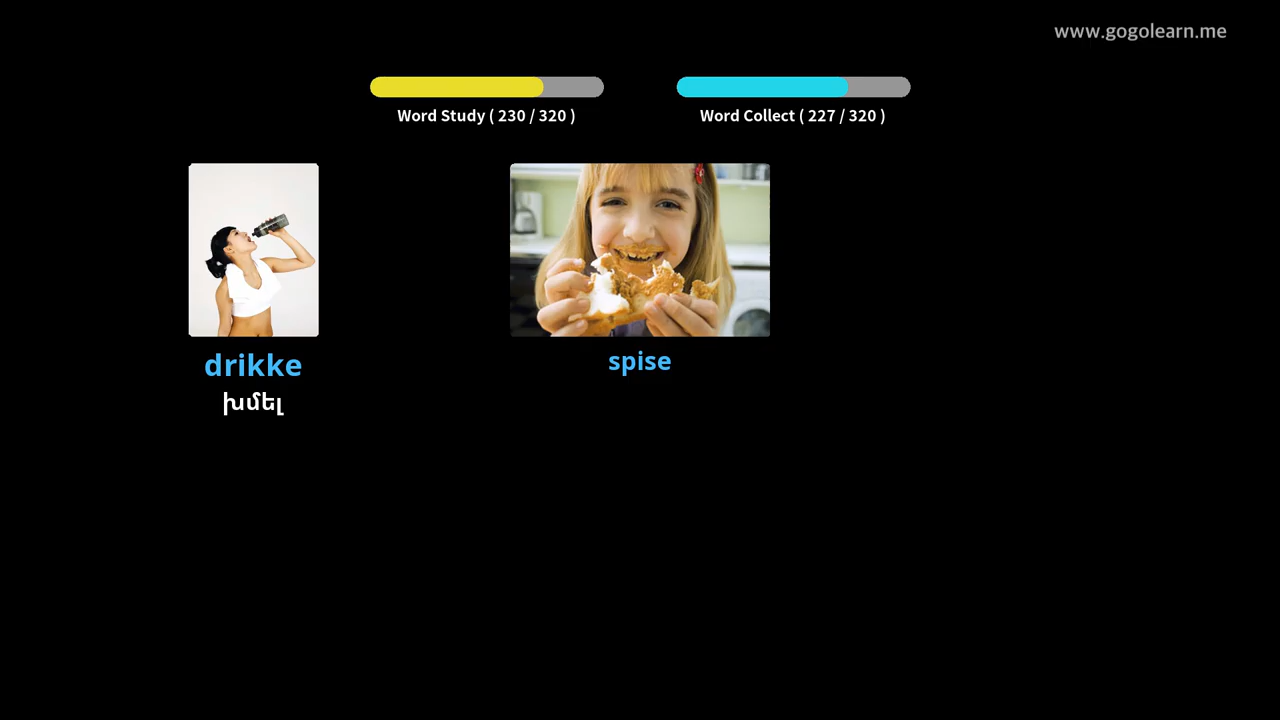 www.gogolearn.me
Word Study ( 230 / 320 )
Word Collect ( 227 / 320 )
drikke
խմել
spise